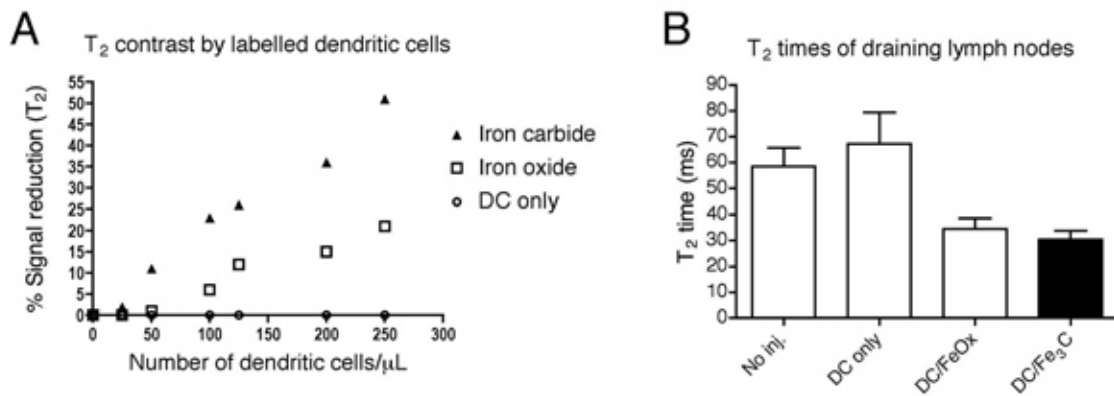 A
T₂ contrast by labelled dendritic cells
% Signal reduction (T₂)
55
50
45
40
35
30
25
20
15
10
5
0
0 50 100 150 200 250 300
Number of dendritic cells/μL
Iron carbide
Iron oxide
DC only
B
T₂ times of draining lymph nodes
T₂ time (ms)
90
80
70
60
50
40
30
20
10
0
No inj.
DC only
DC/FeOx
DC/Fe₃C